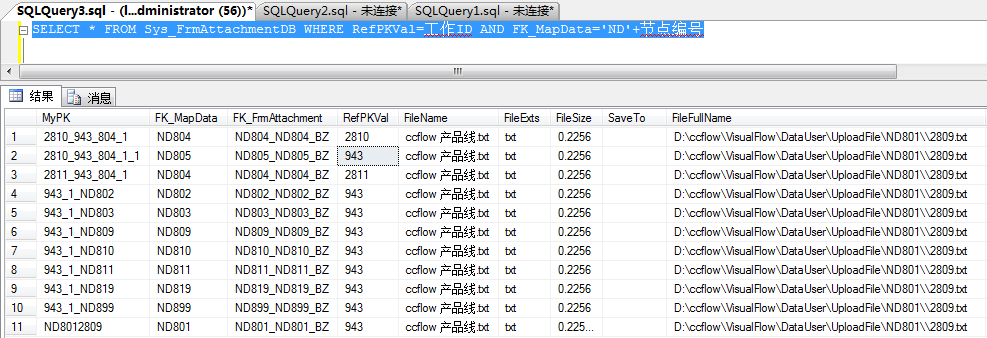 SQLQuery3.sql - (l...dministrator (56))* SQLQuery2.sql - 未连接* SQLQuery1.sql - 未连接*
SELECT * FROM Sys_FrmAttachmentDB WHERE RefPKVal=工作ID AND FK_MapData='ND'+节点编号
结果 消息
MyPK FK_MapData FK_FrmAttachment RefPKVal FileName FileExts FileSize SaveTo FileFullName
1 2810_943_804_1 ND804 ND804_ND804_BZ 2810 ccflow 产品线.txt txt 0.2256 D:\ccflow\VisualFlow\DataUser\UploadFile\ND801\\2809.txt
2 2810_943_804_1_1 ND805 ND805_ND805_BZ 943 ccflow 产品线.txt txt 0.2256 D:\ccflow\VisualFlow\DataUser\UploadFile\ND801\\2809.txt
3 2811_943_804_1 ND804 ND804_ND804_BZ 2811 ccflow 产品线.txt txt 0.2256 D:\ccflow\VisualFlow\DataUser\UploadFile\ND801\\2809.txt
4 943_1_ND802 ND802 ND802_ND802_BZ 943 ccflow 产品线.txt txt 0.2256 D:\ccflow\VisualFlow\DataUser\UploadFile\ND801\\2809.txt
5 943_1_ND803 ND803 ND803_ND803_BZ 943 ccflow 产品线.txt txt 0.2256 D:\ccflow\VisualFlow\DataUser\UploadFile\ND801\\2809.txt
6 943_1_ND809 ND809 ND809_ND809_BZ 943 ccflow 产品线.txt txt 0.2256 D:\ccflow\VisualFlow\DataUser\UploadFile\ND801\\2809.txt
7 943_1_ND810 ND810 ND810_ND810_BZ 943 ccflow 产品线.txt txt 0.2256 D:\ccflow\VisualFlow\DataUser\UploadFile\ND801\\2809.txt
8 943_1_ND811 ND811 ND811_ND811_BZ 943 ccflow 产品线.txt txt 0.2256 D:\ccflow\VisualFlow\DataUser\UploadFile\ND801\\2809.txt
9 943_1_ND819 ND819 ND819_ND819_BZ 943 ccflow 产品线.txt txt 0.2256 D:\ccflow\VisualFlow\DataUser\UploadFile\ND801\\2809.txt
10 943_1_ND899 ND899 ND899_ND899_BZ 943 ccflow 产品线.txt txt 0.2256 D:\ccflow\VisualFlow\DataUser\UploadFile\ND801\\2809.txt
11 ND8012809 ND801 ND801_ND801_BZ 943 ccflow 产品线.txt txt 0.225... D:\ccflow\VisualFlow\DataUser\UploadFile\ND801\\2809.txt